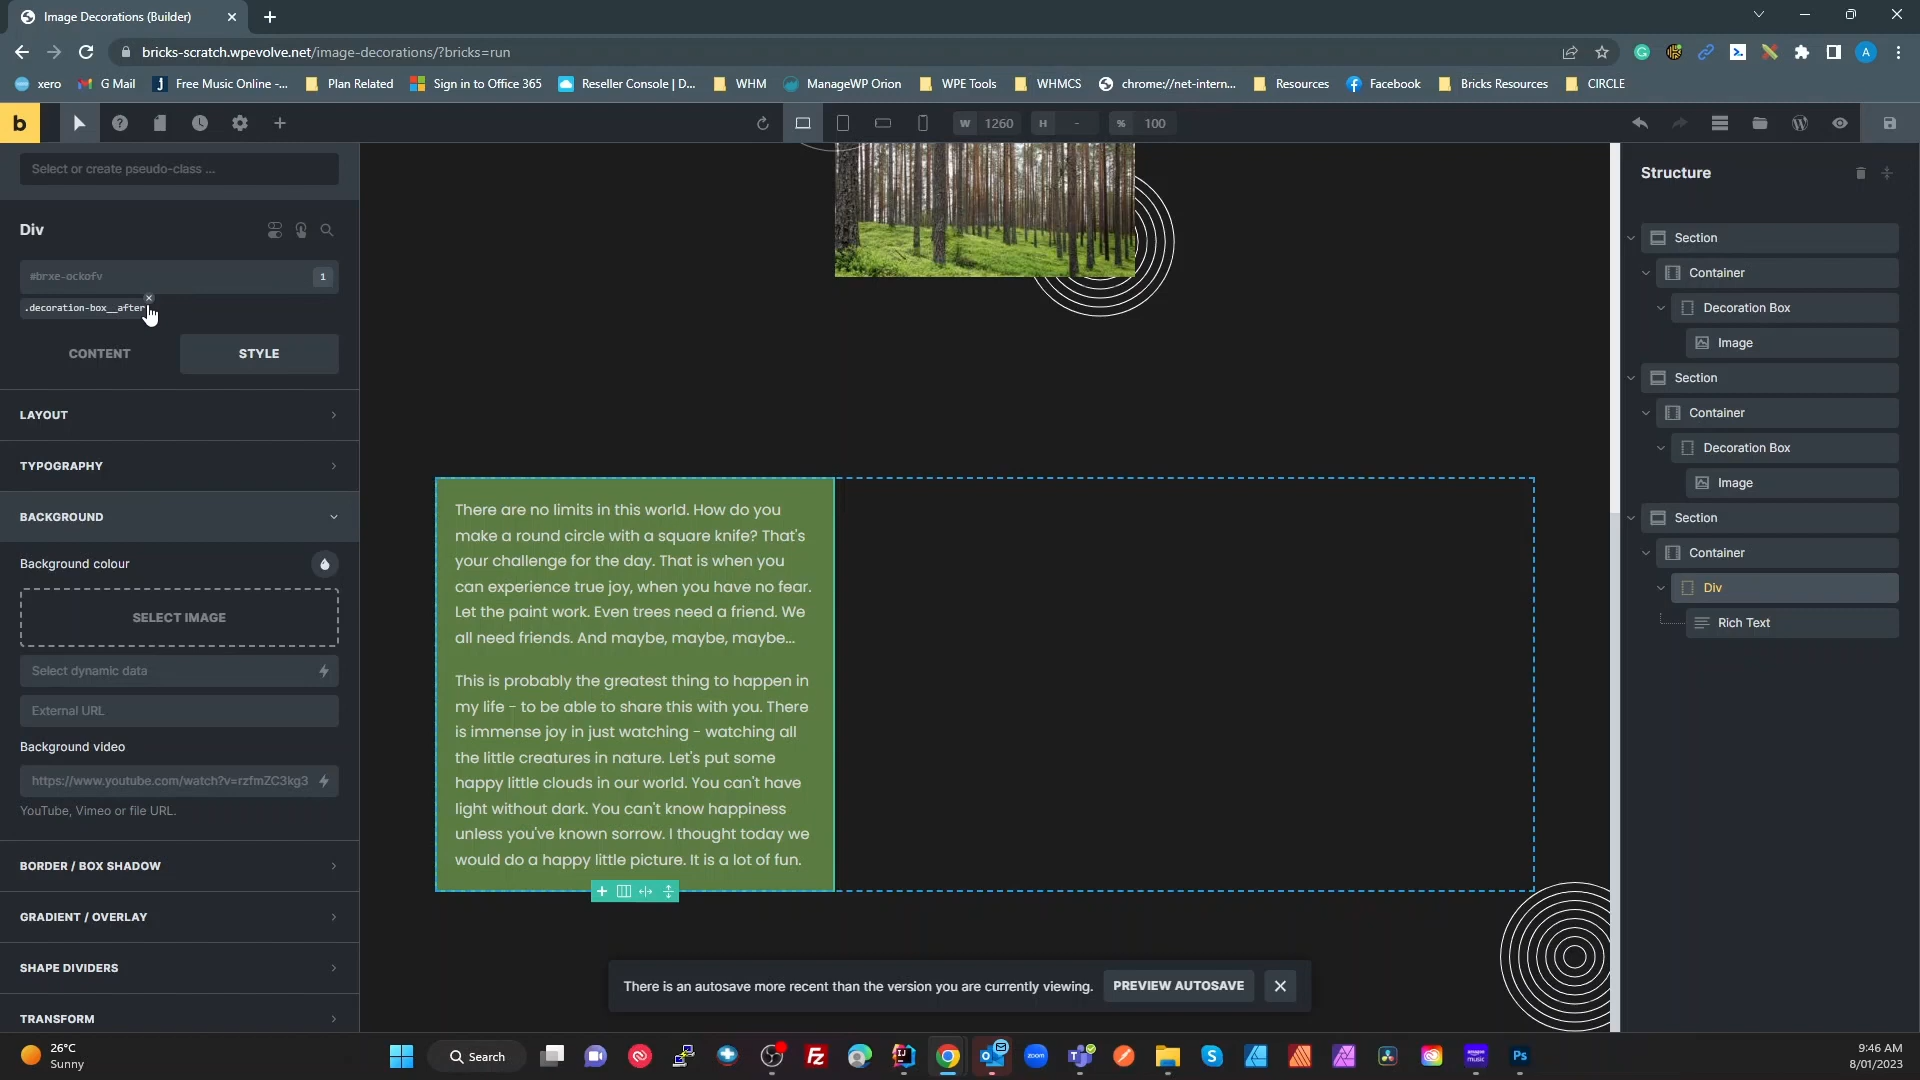 Image Decorations (Builder)
bricks-scratch.wpevolve.net/image-decorations/?bricks=run
A
xero
G Mail
Free Music Online -...
Plan Related
Sign in to Office 365
Reseller Console | D...
WHM
ManageWP Orion
WPE Tools
WHMCS
chrome://net-intern...
Resources
Facebook
Bricks Resources
CIRCLE
b
W 1260
H -
% 100
Select or create pseudo-class ...
Div
#brxe-ockofv
1
.decoration-box__after
CONTENT
STYLE
LAYOUT
TYPOGRAPHY
BACKGROUND
Background colour
SELECT IMAGE
Select dynamic data
External URL
Background video
https://www.youtube.com/watch?v=rzfmZC3kg3
YouTube, Vimeo or file URL.
BORDER / BOX SHADOW
GRADIENT / OVERLAY
SHAPE DIVIDERS
TRANSFORM
There are no limits in this world. How do you
make a round circle with a square knife? That's
your challenge for the day. That is when you
can experience true joy, when you have no fear.
Let the paint work. Even trees need a friend. We
all need friends. And maybe, maybe, maybe...
This is probably the greatest thing to happen in
my life - to be able to share this with you. There
is immense joy in just watching - watching all
the little creatures in nature. Let's put some
happy little clouds in our world. You can't have
light without dark. You can't know happiness
unless you've known sorrow. I thought today we
would do a happy little picture. It is a lot of fun.
There is an autosave more recent than the version you are currently viewing.
PREVIEW AUTOSAVE
Structure
Section
Container
Decoration Box
Image
Section
Container
Decoration Box
Image
Section
Container
Div
Rich Text
26°C
Sunny
Search
Fz
zoom
Ps
9:46 AM
8/01/2023